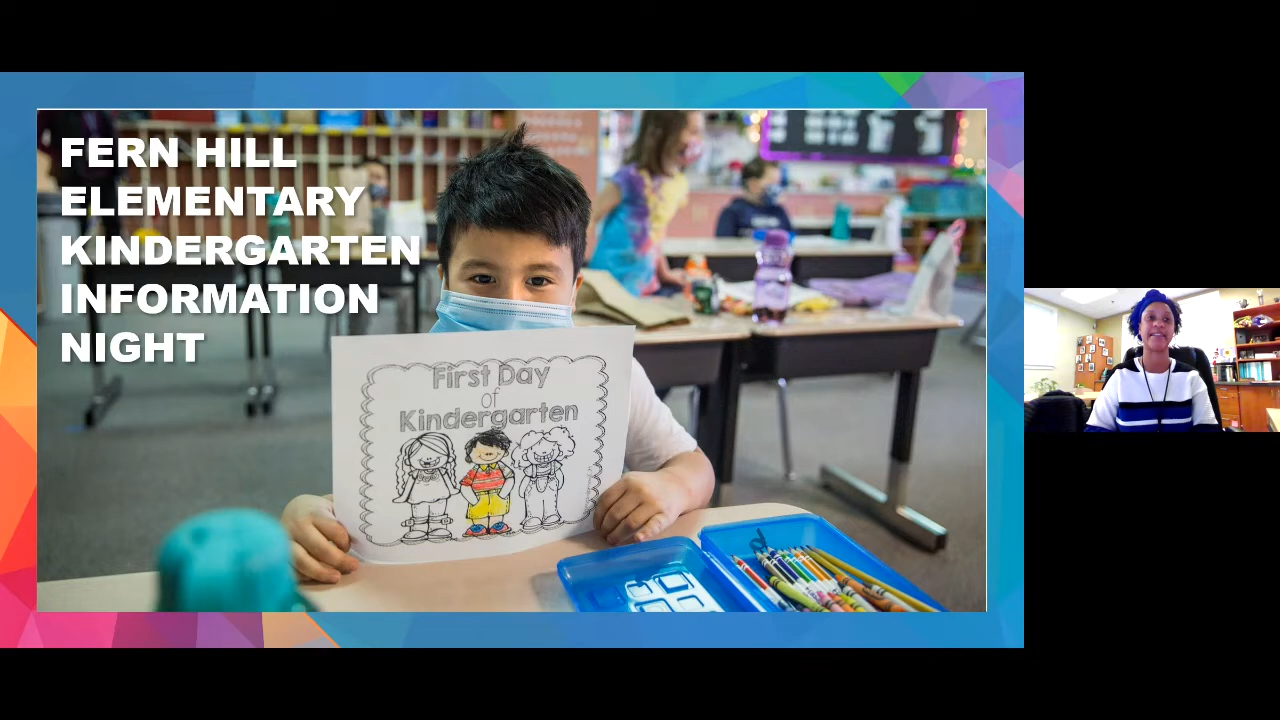 FERN HILL
ELEMENTARY
KINDERGARTEN
INFORMATION
NIGHT
First Day
of
Kindergarten